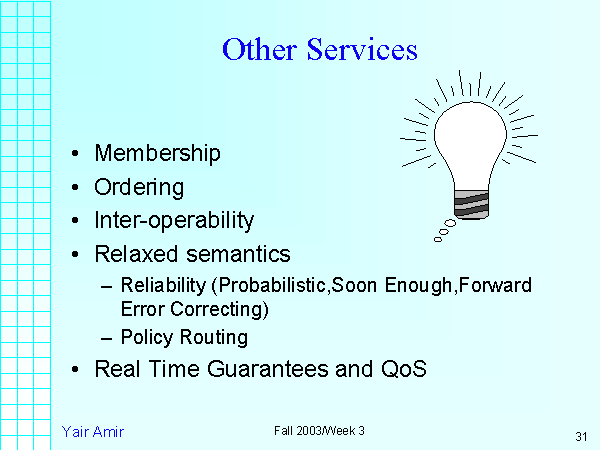 Other Services
• Membership
• Ordering
• Inter-operability
• Relaxed semantics
– Reliability (Probabilistic,Soon Enough,Forward
Error Correcting)
– Policy Routing
• Real Time Guarantees and QoS
Yair Amir
Fall 2003/Week 3
31